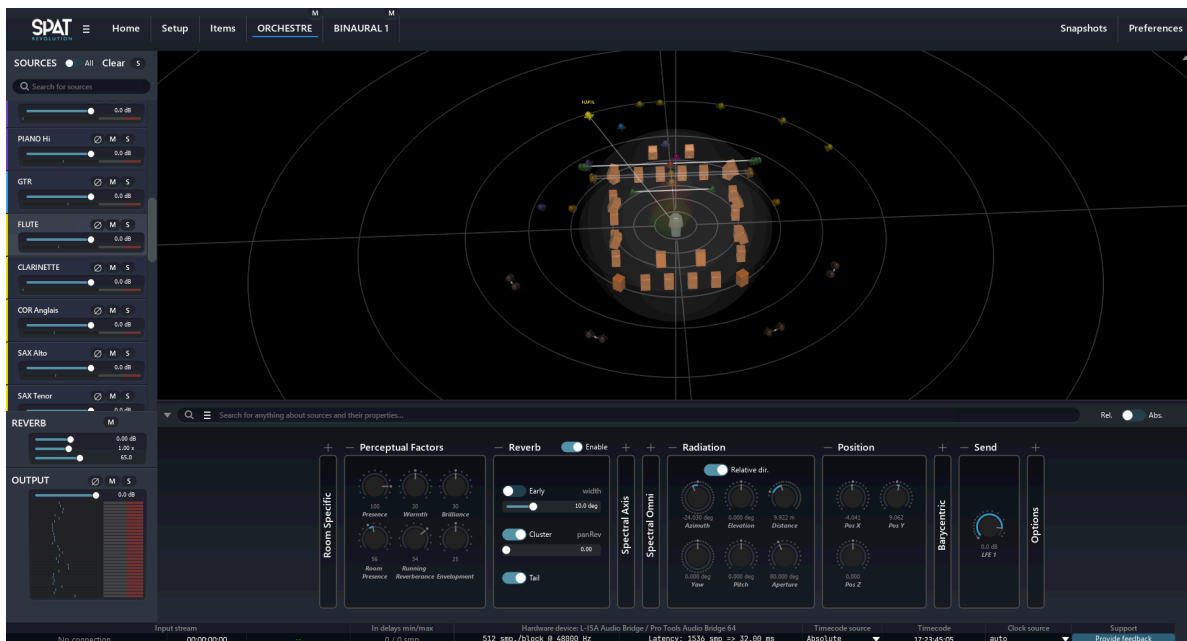 M M
SPAT REVOLUTION Home Setup Items ORCHESTRE BINAURAL 1 Snapshots Preferences
SOURCES All Clear S
Search for sources
0.0 dB
PIANO Hi Ø M S
0.0 dB
GTR Ø M S
0.0 dB
FLUTE Ø M S
0.0 dB
CLARINETTE Ø M S
0.0 dB
COR Anglais Ø M S
0.0 dB
SAX Alto Ø M S
0.0 dB
SAX Tenor Ø M S
0.0 dB
FLUTE
REVERB M
0.00 dB
1.00 x
65.0
OUTPUT Ø M S
0.0 dB
Search for anything about sources and their properties...
Rel. Abs.
Room Specific
Perceptual Factors
100 30 30
Presence Warmth Brillance
56 34 25
Room Presence Running Reverberance Envelopment
Reverb Enable
Early width
10.0 deg
Cluster panRev
0.00
Tail
Spectral Axis
Spectral Omni
Radiation
Relative dir.
-24.030 deg 0.000 deg 9.922 m
Azimuth Elevation Distance
0.000 deg 0.000 deg 80.000 deg
Yaw Pitch Aperture
Position
-4.041 9.062
Pos X Pos Y
0.000
Pos Z
Barycentric
Send
0.0 dB
LFE 1
Options
Input stream In delays min/max Hardware device: L-ISA Audio Bridge / Pro Tools Audio Bridge 64 Timecode source Timecode Clock source Support
No connection 00:00:00:00 -- 0 / 0 smp 512 smp./block @ 48000 Hz Latency: 1536 smp => 32.00 ms Absolute 17:23:45:05 auto Provide feedback